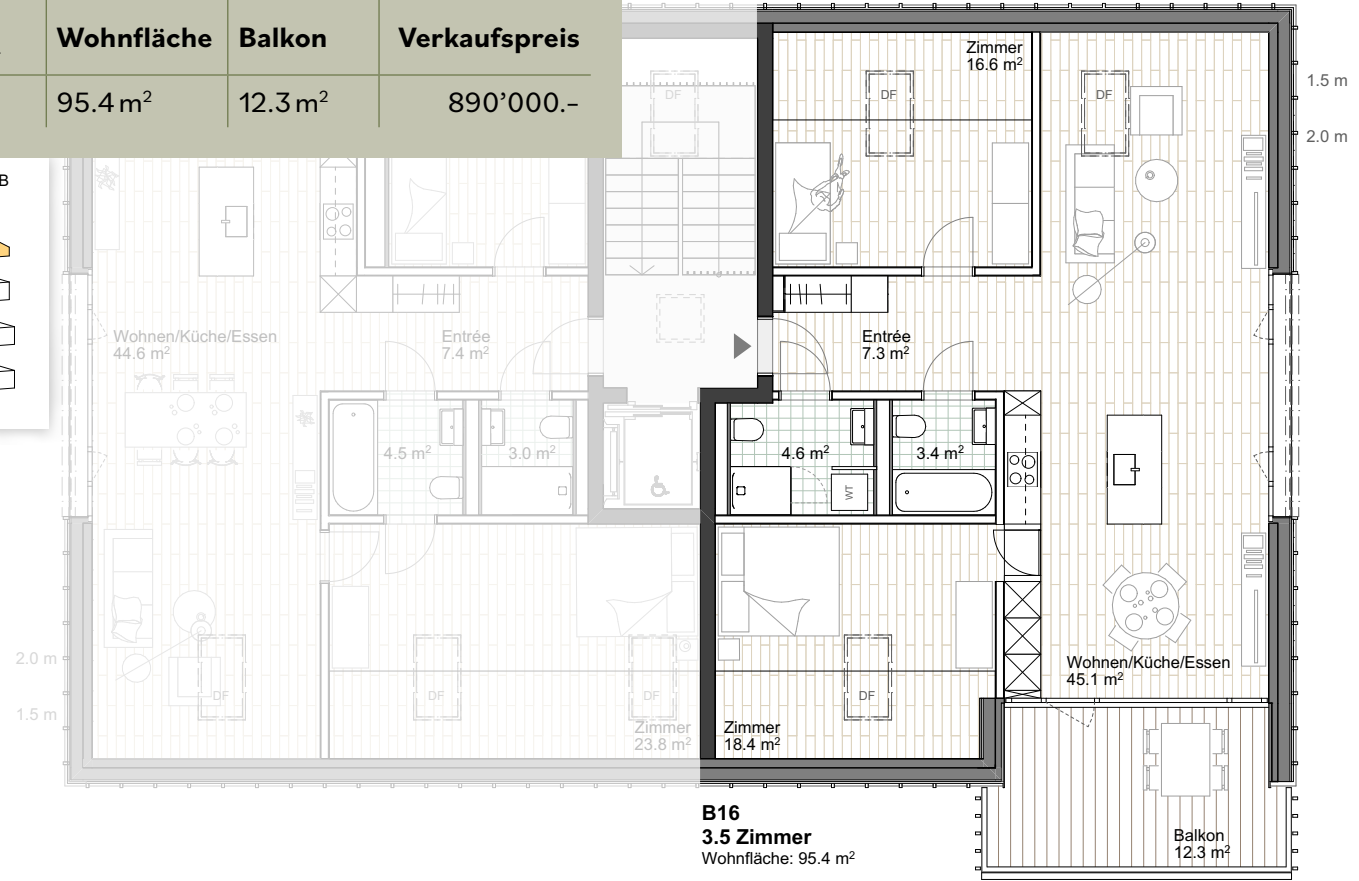 Wohnfläche Balkon Verkaufspreis
95.4 m² 12.3 m² 890’000.–
B
DF
Zimmer
16.6 m²
DF
DF
1.5 m
2.0 m
Wohnen/Küche/Essen
44.6 m²
Entrée
7.4 m²
Entrée
7.3 m²
4.5 m²
3.0 m²
4.6 m²
3.4 m²
WT
2.0 m
1.5 m
DF
DF
DF
Zimmer
23.8 m²
Zimmer
18.4 m²
DF
Wohnen/Küche/Essen
45.1 m²
B16
3.5 Zimmer
Wohnfläche: 95.4 m²
Balkon
12.3 m²